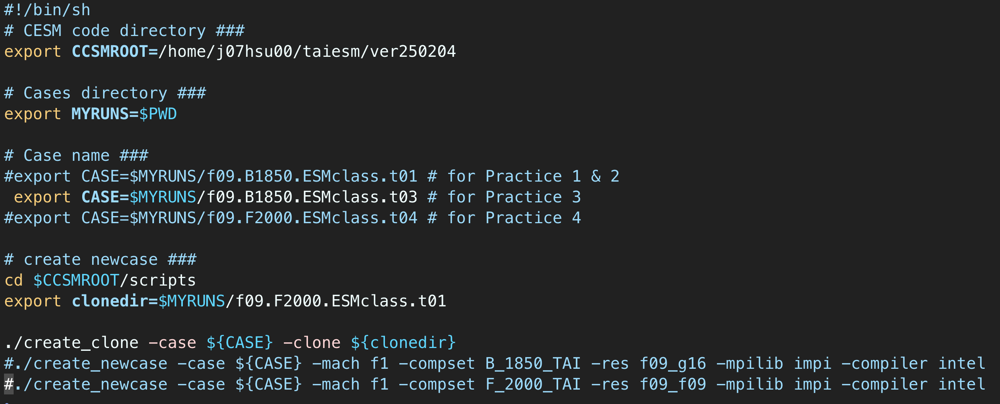 #!/bin/sh
# CESM code directory ###
export CCSMROOT=/home/j07hsu00/taiesm/ver250204
# Cases directory ###
export MYRUNS=$PWD
# Case name ###
#export CASE=$MYRUNS/f09.B1850.ESMclass.t01 # for Practice 1 & 2
export CASE=$MYRUNS/f09.B1850.ESMclass.t03 # for Practice 3
#export CASE=$MYRUNS/f09.F2000.ESMclass.t04 # for Practice 4
# create newcase ###
cd $CCSMROOT/scripts
export clonedir=$MYRUNS/f09.F2000.ESMclass.t01
./create_clone -case ${CASE} -clone ${clonedir}
#./create_newcase -case ${CASE} -mach f1 -compset B_1850_TAI -res f09_g16 -mpilib impi -compiler intel
#./create_newcase -case ${CASE} -mach f1 -compset F_2000_TAI -res f09_f09 -mpilib impi -compiler intel